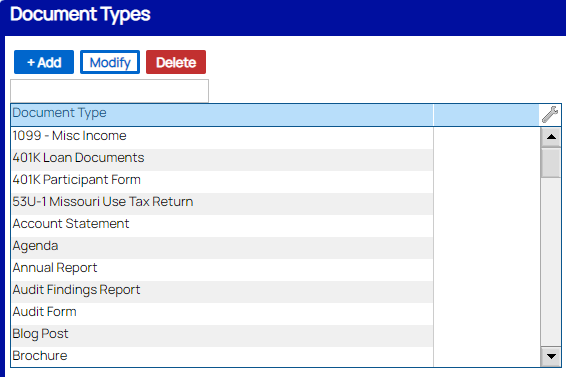 Document Types
+ Add Modify Delete
Document Type
1099 - Misc Income
401K Loan Documents
401K Participant Form
53U-1 Missouri Use Tax Return
Account Statement
Agenda
Annual Report
Audit Findings Report
Audit Form
Blog Post
Brochure